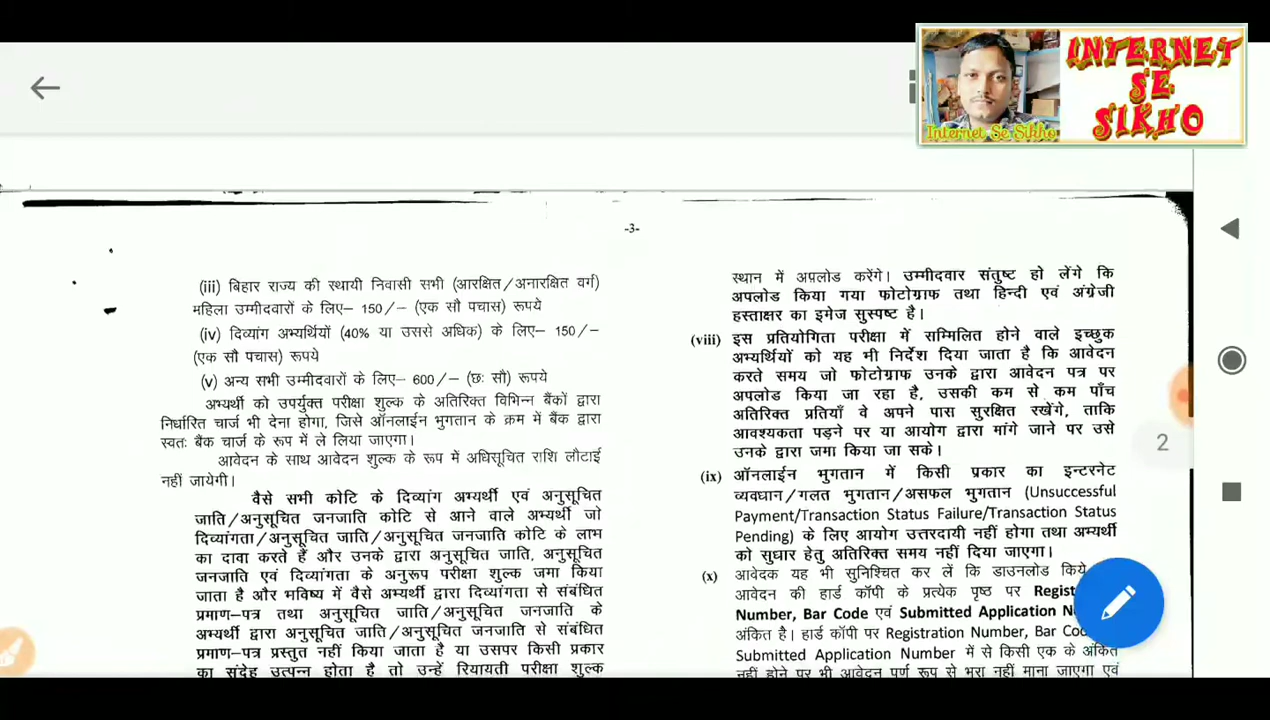 INTERNET
SE
SIKHO
Internet Se Sikho
-3-
(iii) बिहार राज्य की स्थायी निवासी सभी (आरक्षित/अनारक्षित वर्ग)
महिला उम्मीदवारों के लिए– 150/– (एक सौ पचास) रूपये
(iv) दिव्यांग अभ्यर्थियों (40% या उससे अधिक) के लिए– 150/–
(एक सौ पचास) रूपये
(v) अन्य सभी उम्मीदवारों के लिए– 600/– (छः सौ) रूपये
अभ्यर्थी को उपर्युक्त परीक्षा शुल्क के अतिरिक्त विभिन्न बैंकों द्वारा
निर्धारित चार्ज भी देना होगा, जिसे ऑनलाईन भुगतान के क्रम में बैंक द्वारा
स्वतः बैंक चार्ज के रूप में ले लिया जाएगा।
आवेदन के साथ आवेदन शुल्क के रूप में अधिसूचित राशि लौटाई
नहीं जायेगी।
वैसे सभी कोटि के दिव्यांग अभ्यर्थी एवं अनुसूचित
जाति/अनुसूचित जनजाति कोटि से आने वाले अभ्यर्थी जो
दिव्यांगता/अनुसूचित जाति/अनुसूचित जनजाति कोटि के लाभ
का दावा करते हैं और उनके द्वारा अनुसूचित जाति, अनुसूचित
जनजाति एवं दिव्यांगता के अनुरूप परीक्षा शुल्क जमा किया
जाता है और भविष्य में वैसे अभ्यर्थी द्वारा दिव्यांगता से संबंधित
प्रमाण–पत्र तथा अनुसूचित जाति/अनुसूचित जनजाति के
अभ्यर्थी द्वारा अनुसूचित जाति/अनुसूचित जनजाति से संबंधित
प्रमाण–पत्र प्रस्तुत नहीं किया जाता है या उसपर किसी प्रकार
का संदेह उत्पन्न होता है तो उन्हें रियायती परीक्षा शुल्क
स्थान में अपलोड करेंगे। उम्मीदवार संतुष्ट हो लेंगे कि
अपलोड किया गया फोटोग्राफ तथा हिन्दी एवं अंग्रेजी
हस्ताक्षर का इमेज सुस्पष्ट है।
(viii) इस प्रतियोगिता परीक्षा में सम्मिलित होने वाले इच्छुक
अभ्यर्थियों को यह भी निर्देश दिया जाता है कि आवेदन
करते समय जो फोटोग्राफ उनके द्वारा आवेदन पत्र पर
अपलोड किया जा रहा है, उसकी कम से कम पाँच
अतिरिक्त प्रतियाँ वे अपने पास सुरक्षित रखेंगे, ताकि
आवश्यकता पड़ने पर या आयोग द्वारा मांगे जाने पर उसे
उनके द्वारा जमा किया जा सके।
(ix) ऑनलाईन भुगतान में किसी प्रकार का इन्टरनेट
व्यवधान/गलत भुगतान/असफल भुगतान (Unsuccessful
Payment/Transaction Status Failure/Transaction Status
Pending) के लिए आयोग उत्तरदायी नहीं होगा तथा अभ्यर्थी
को सुधार हेतु अतिरिक्त समय नहीं दिया जाएगा।
(x) आवेदक यह भी सुनिश्चित कर लें कि डाउनलोड किये
आवेदन की हार्ड कॉपी के प्रत्येक पृष्ठ पर
Number, Bar Code एवं Submitted Application
अंकित है। हार्ड कॉपी पर Registration Number, Bar
Submitted Application Number में से किसी एक के अंकित
नहीं होने पर भी आवेदन पूर्ण रूप से भरा नहीं माना जाएगा एवं
2